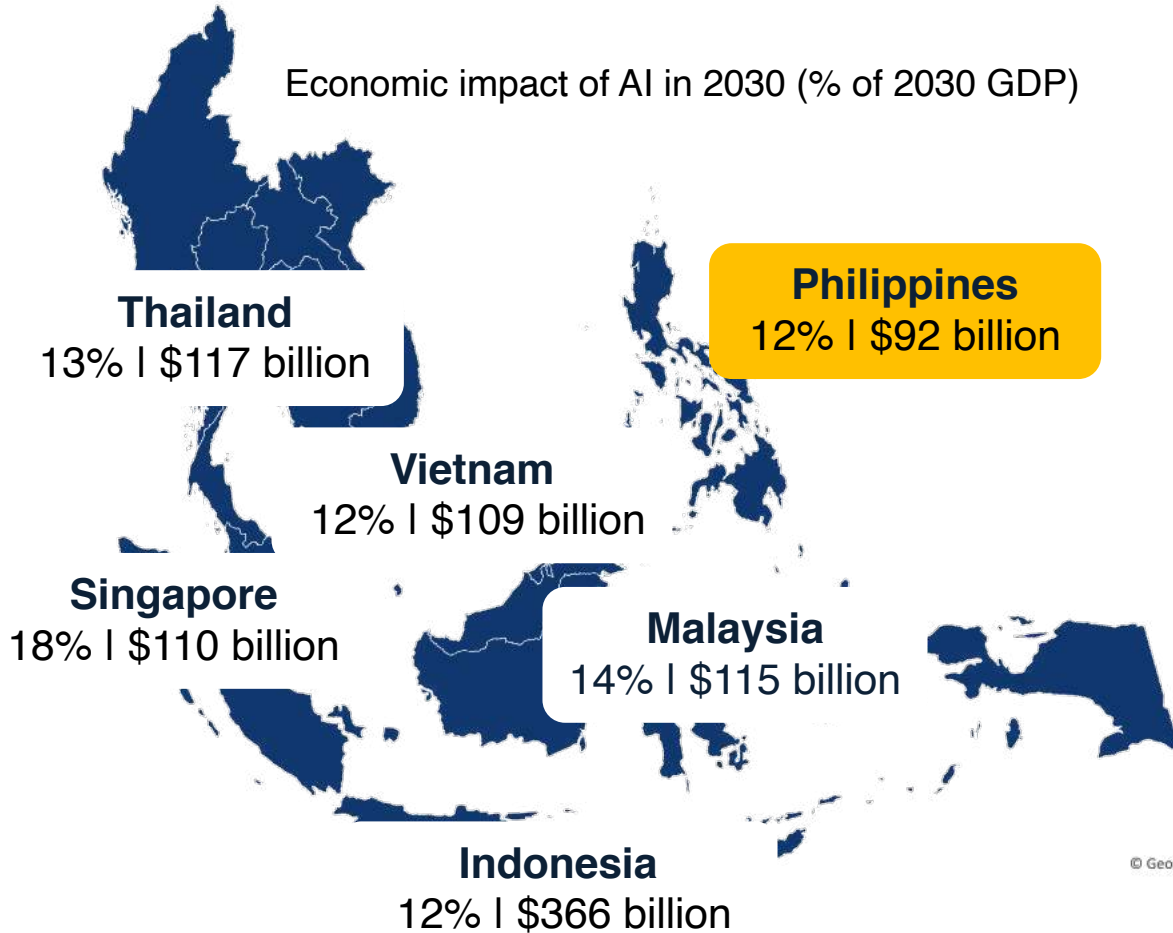 Economic impact of AI in 2030 (% of 2030 GDP)
Philippines
12% | $92 billion
Thailand
13% | $117 billion
Vietnam
12% | $109 billion
Singapore
18% | $110 billion
Malaysia
14% | $115 billion
Indonesia
12% | $366 billion
© Geo